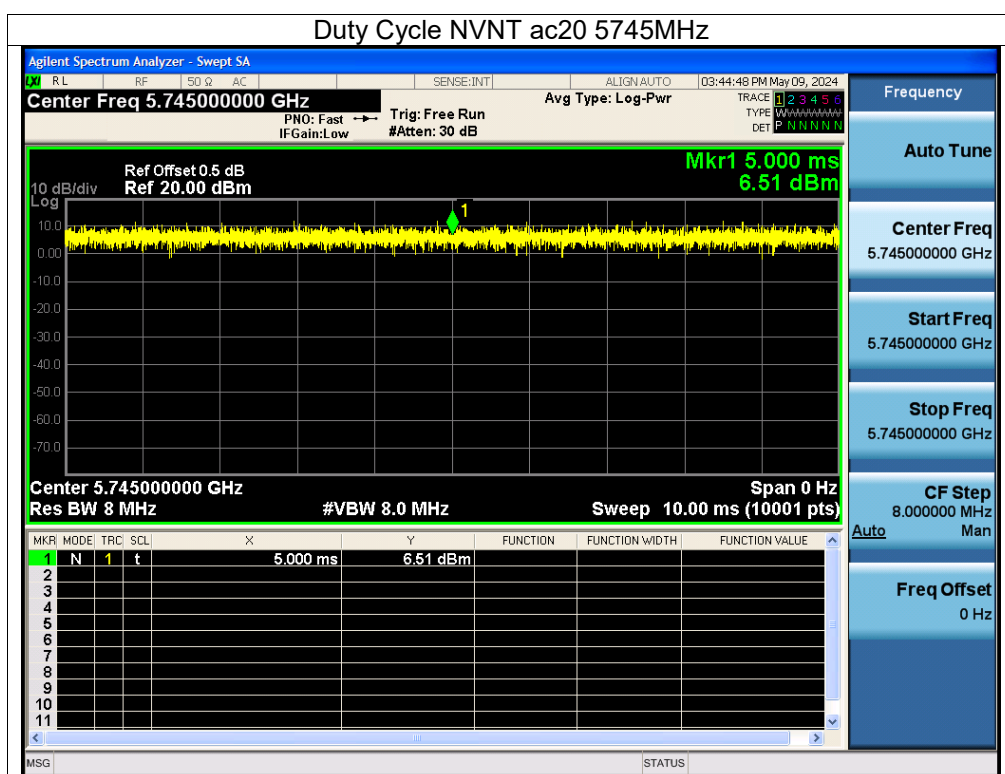 Duty Cycle NVNT ac20 5745MHz
Agilent Spectrum Analyzer - Swept SA
LXI RL RF 50 Ω AC SENSE:INT ALIGN AUTO 03:44:48 PM May 09, 2024
Center Freq 5.745000000 GHz Avg Type: Log-Pwr TRACE 1 2 3 4 5 6
PNO: Fast Trig: Free Run TYPE WWWWWW
IFGain:Low #Atten: 30 dB DET P N N N N N
Frequency
Auto Tune
Mkr1 5.000 ms
6.51 dBm
Ref Offset 0.5 dB
10 dB/div Ref 20.00 dBm
Log
1
10.0
0.00
-10.0
-20.0
-30.0
-40.0
-50.0
-60.0
-70.0
Center Freq
5.745000000 GHz
Start Freq
5.745000000 GHz
Stop Freq
5.745000000 GHz
Center 5.745000000 GHz Span 0 Hz
Res BW 8 MHz #VBW 8.0 MHz Sweep 10.00 ms (10001 pts)
CF Step
8.000000 MHz
Auto Man
MKR MODE TRC SCL X Y FUNCTION FUNCTION WIDTH FUNCTION VALUE
1 N 1 t 5.000 ms 6.51 dBm
2
3
4
5
6
7
8
9
10
11
Freq Offset
0 Hz
MSG STATUS